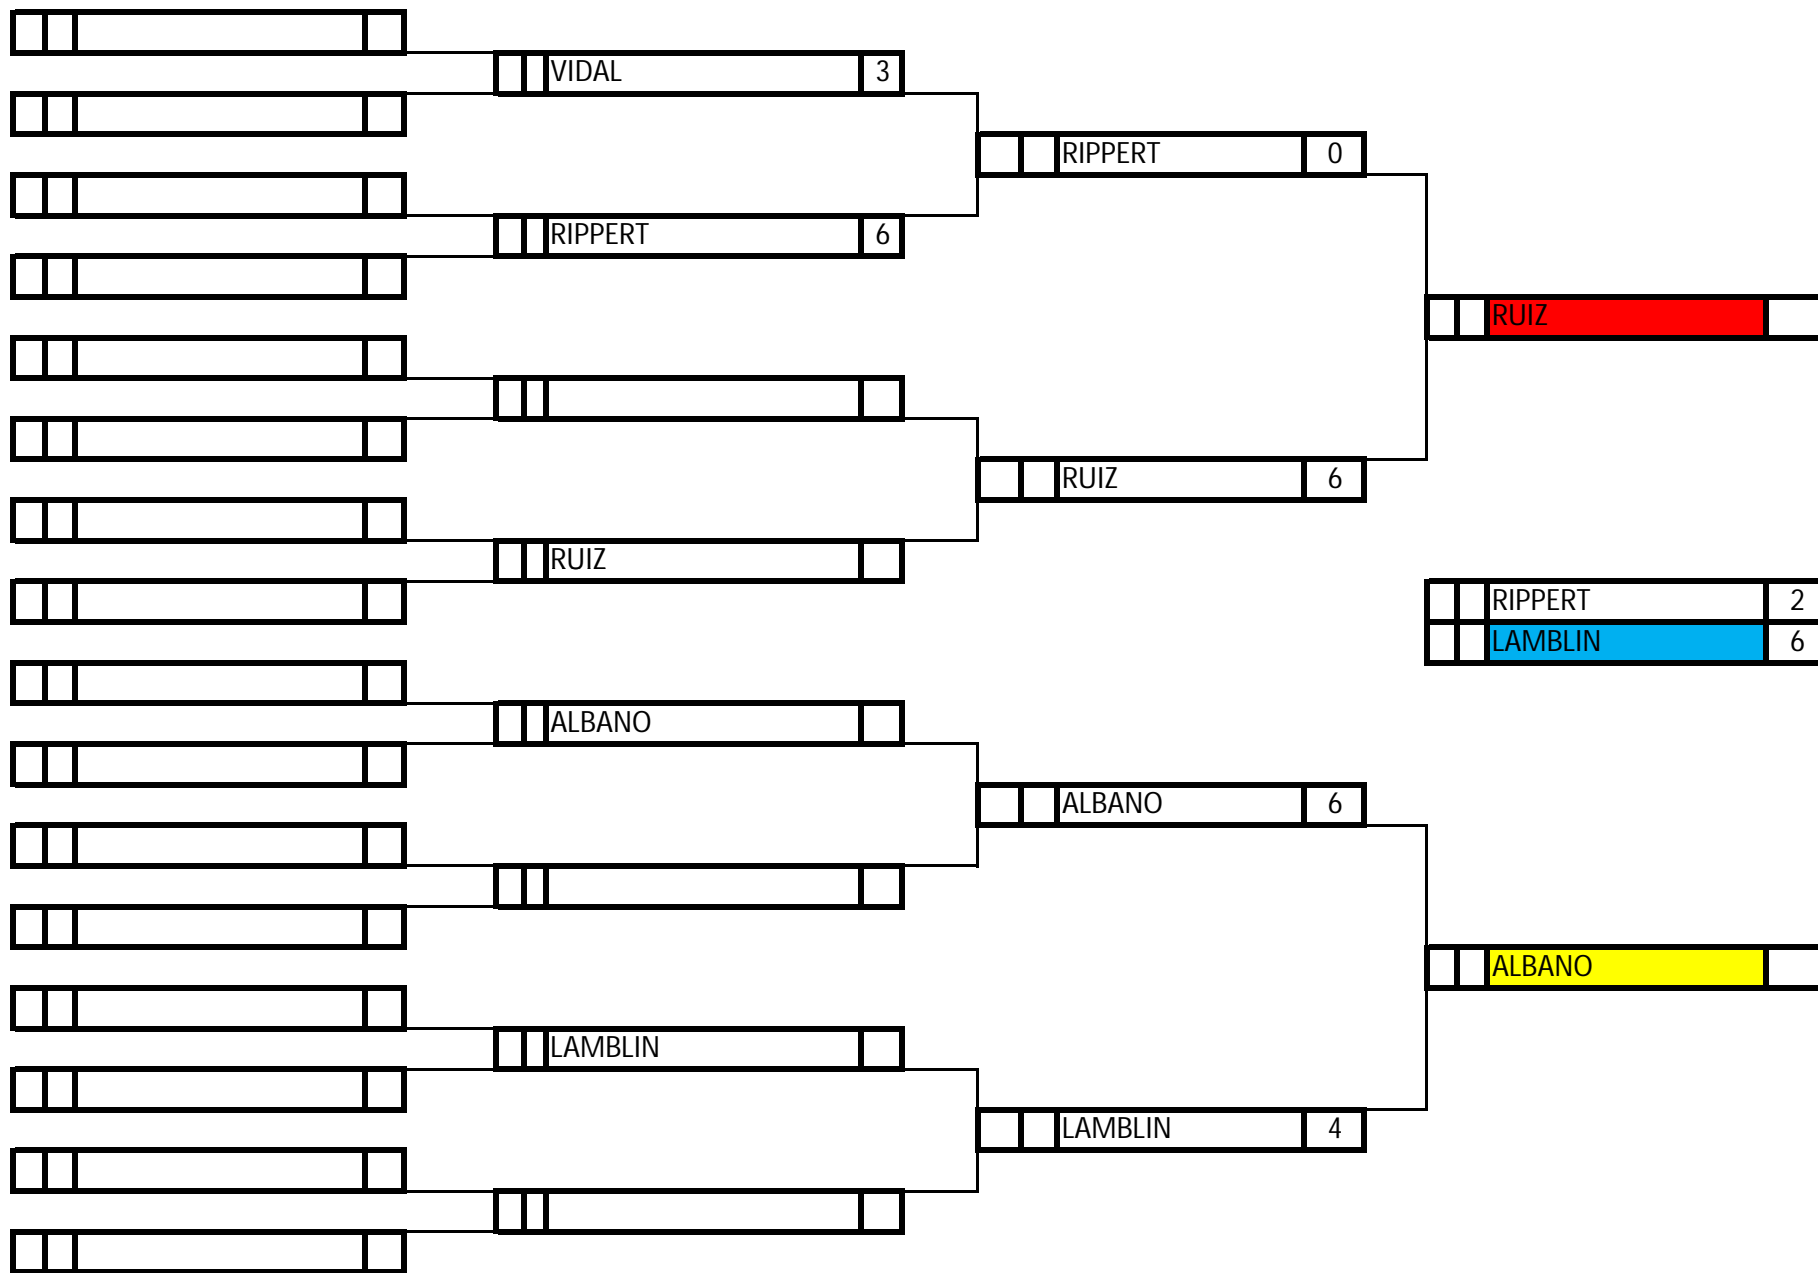 VIDAL 3
RIPPERT 0
RIPPERT 6
RUIZ
RUIZ 6
RUIZ
RIPPERT 2
LAMBLIN 6
ALBANO
ALBANO 6
ALBANO
LAMBLIN
LAMBLIN 4